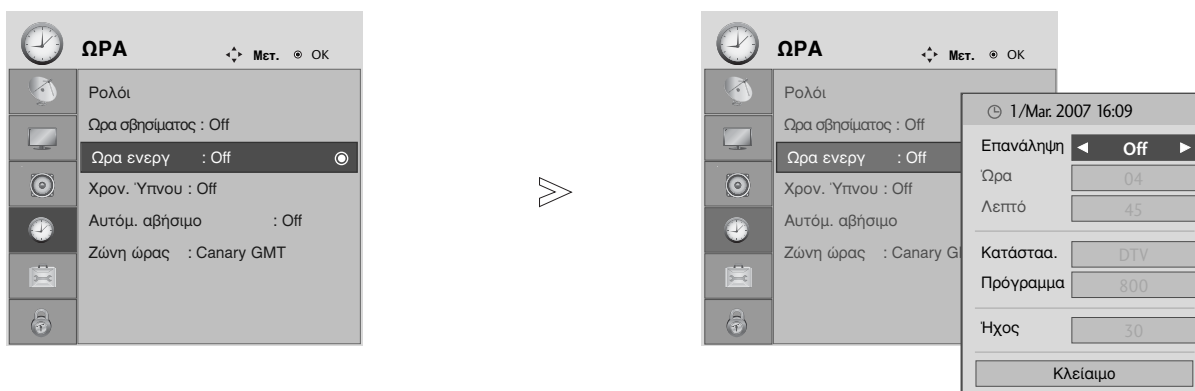 ΩΡΑ Μετ. OK
Ρολόι
Ωρα σβησίματος : Off
Ωρα ενεργ : Off
Χρον. Ύπνου : Off
Αυτόμ. αβήσιμο : Off
Ζώνη ώρας : Canary GMT
ΩΡΑ Μετ. OK
Ρολόι
Ωρα σβησίματος : Off
Ωρα ενεργ : Off
Χρον. Ύπνου : Off
Αυτόμ. αβήσιμο
Ζώνη ώρας : Canary G
1/Mar. 2007 16:09
Επανάληψη Off
Ώρα 04
Λεπτό 45
Κατάσταα. DTV
Πρόγραμμα 800
Ήχος 30
Κλείαιμο